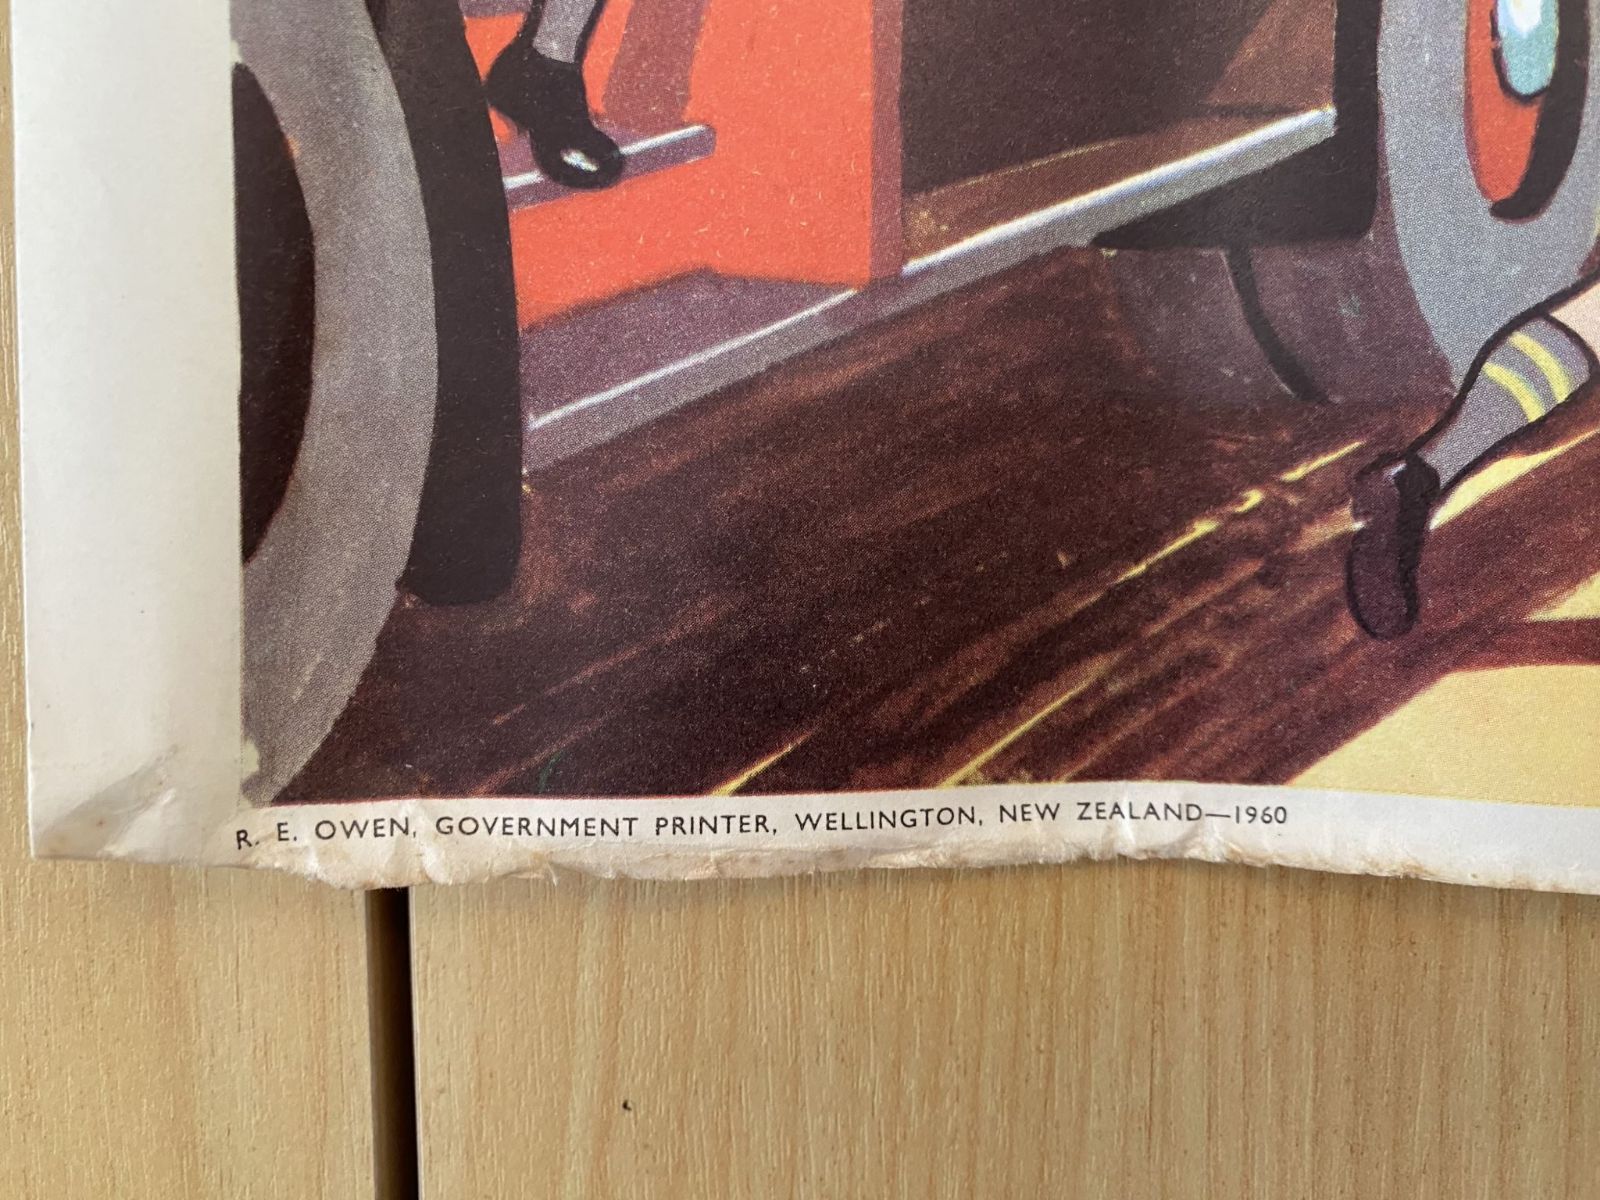 R. E. OWEN, GOVERNMENT PRINTER, WELLINGTON, NEW ZEALAND—1960